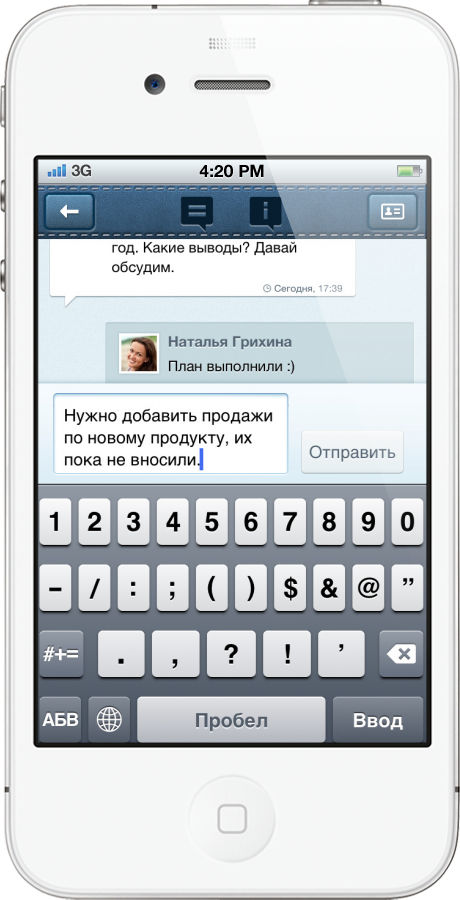 3G 4:20 PM
год. Какие выводы? Давай
обсудим.
Сегодня, 17:39
Наталья Грихина
План выполнили :)
Нужно добавить продажи
по новому продукту, их
пока не вносили.
Отправить
1 2 3 4 5 6 7 8 9 0
- / : ; ( ) $ & @ ”
#+= . , ? ! ’
АБВ Пробел Ввод